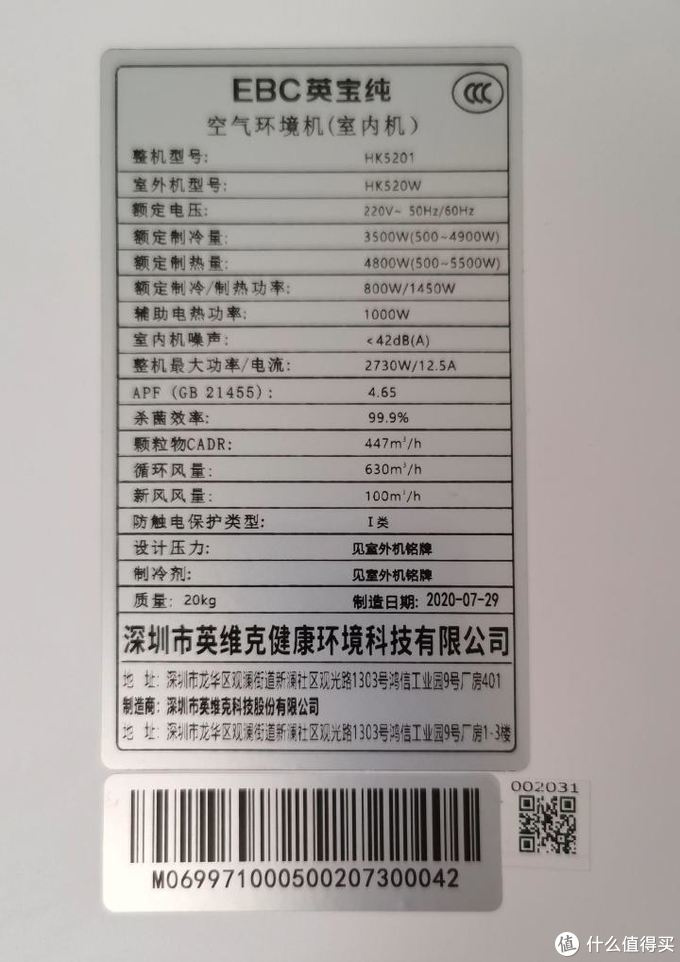 EBC英宝纯
空气环境机(室内机)
整机型号: HK5201
室外机型号: HK520W
额定电压: 220V~ 50Hz/60Hz
额定制冷量: 3500W(500~4900W)
额定制热量: 4800W(500~5500W)
额定制冷/制热功率: 800W/1450W
辅助电热功率: 1000W
室内机噪声: <42dB(A)
整机最大功率/电流: 2730W/12.5A
APF (GB 21455): 4.65
杀菌效率: 99.9%
颗粒物CADR: 447m³/h
循环风量: 630m³/h
新风风量: 100m³/h
防触电保护类型: I类
设计压力: 见室外机铭牌
制冷剂: 见室外机铭牌
质量: 20kg 制造日期: 2020-07-29
深圳市英维克健康环境科技有限公司
地 址: 深圳市龙华区观澜街道新澜社区观光路1303号鸿信工业园9号厂房401
制造商: 深圳市英维克科技股份有限公司
地 址: 深圳市龙华区观澜街道新澜社区观光路1303号鸿信工业园9号厂房1-3楼
002031
M069971000500207300042
值 什么值得买